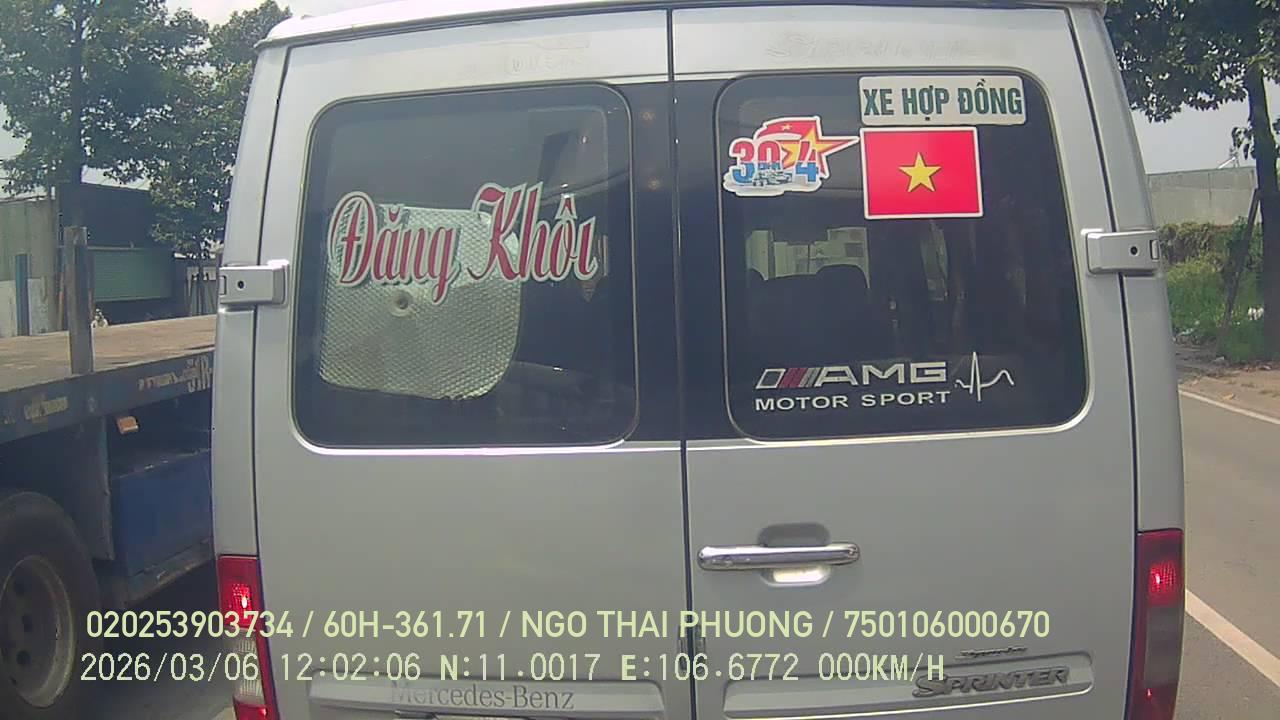 XE HỢP ĐỒNG
30 4
Đăng Khôi
AMG
MOTOR SPORT
51R
020253903734 / 60H-361.71 / NGO THAI PHUONG / 750106000670
2026/03/06 12:02:06 N:11.0017 E:106.6772 000KM/H
SPRINTER
Mercedes-Benz